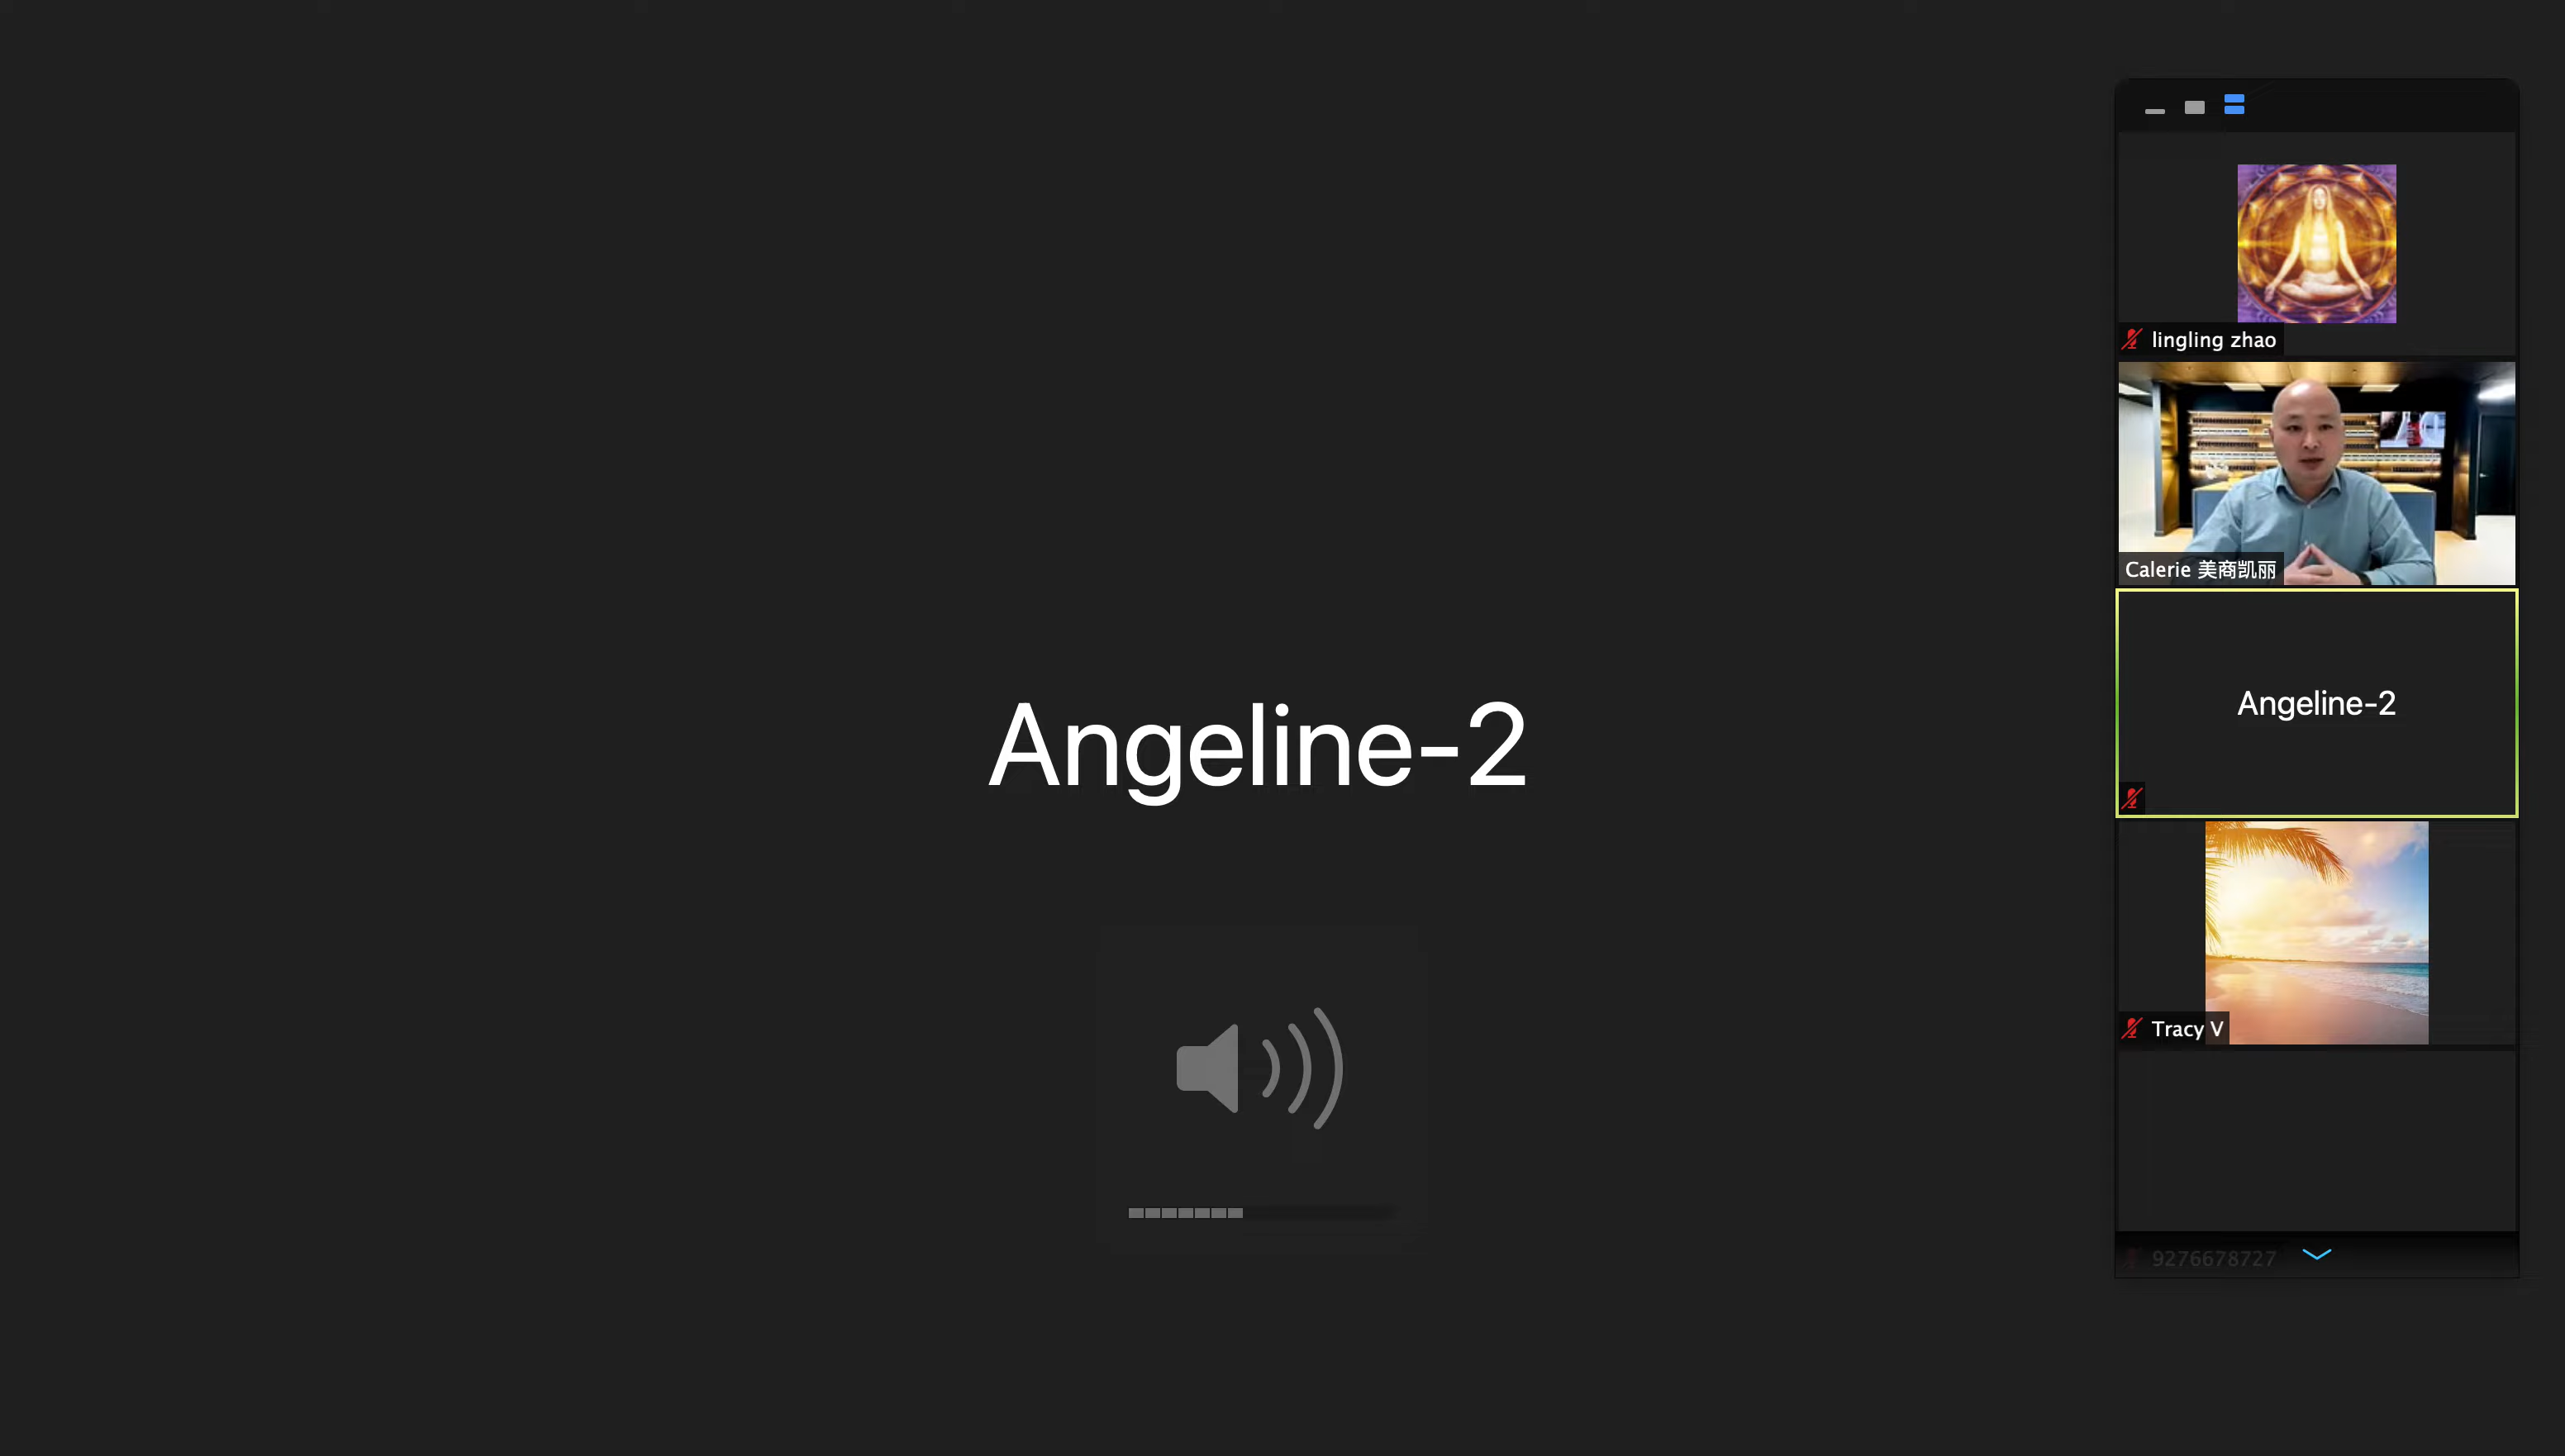 Angeline-2
lingling zhao
Calerie 美商凯丽
Angeline-2
Tracy V
9276678727